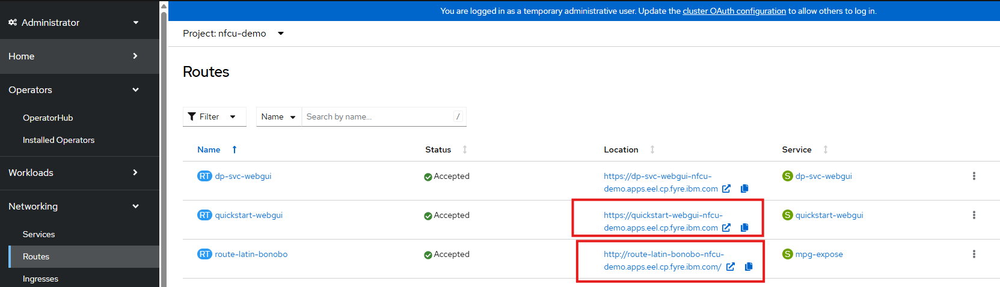 You are logged in as a temporary administrative user. Update the cluster OAuth configuration to allow others to log in.
Administrator
Home
Operators
OperatorHub
Installed Operators
Workloads
Networking
Services
Routes
Ingresses
Project: nfcu-demo
Routes
Filter Name Search by name... /
Name Status Location Service
RT dp-svc-webgui Accepted https://dp-svc-webgui-nfcu- S dp-svc-webgui
demo.apps.eel.cp.fyre.ibm.com
RT quickstart-webgui Accepted https://quickstart-webgui-nfcu- S quickstart-webgui
demo.apps.eel.cp.fyre.ibm.com
RT route-latin-bonobo Accepted http://route-latin-bonobo-nfcu- S mpg-expose
demo.apps.eel.cp.fyre.ibm.com/